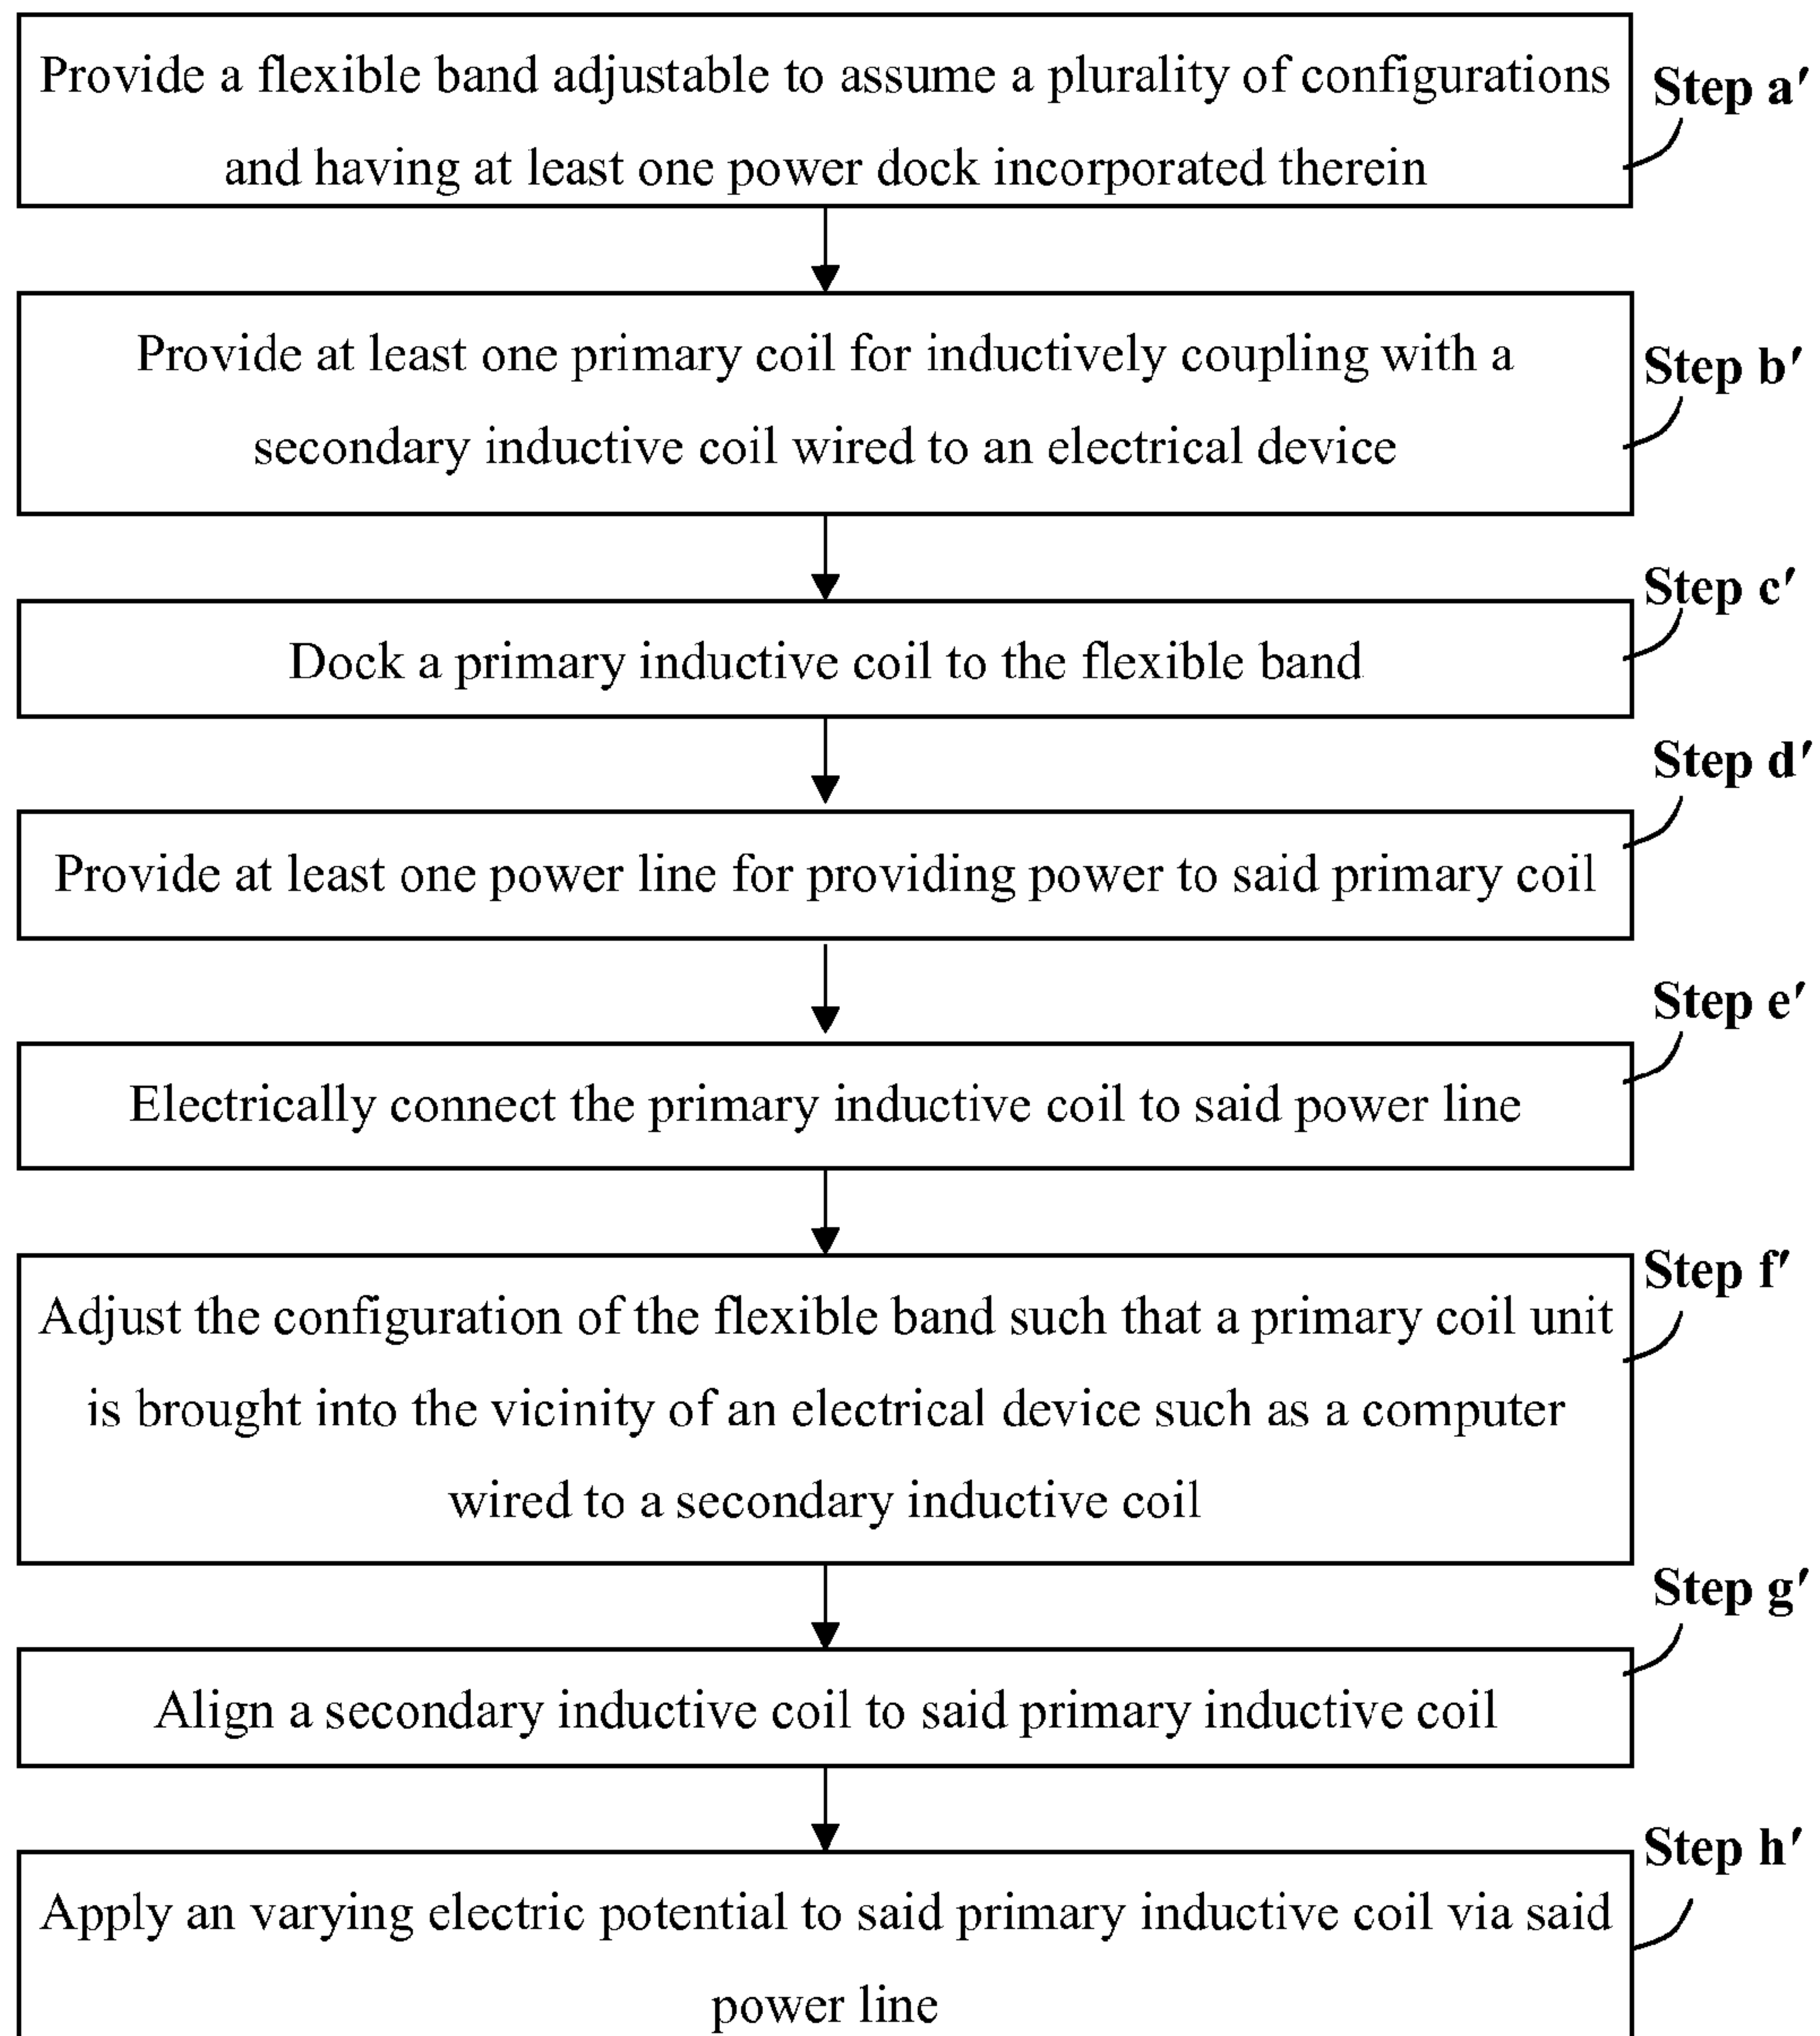 Provide a flexible band adjustable to assume a plurality of configurations
and having at least one power dock incorporated therein
Step a′
Provide at least one primary coil for inductively coupling with a
secondary inductive coil wired to an electrical device
Step b′
Step c′
Dock a primary inductive coil to the flexible band
Step d′
Provide at least one power line for providing power to said primary coil
Step e′
Electrically connect the primary inductive coil to said power line
Step f′
Adjust the configuration of the flexible band such that a primary coil unit
is brought into the vicinity of an electrical device such as a computer
wired to a secondary inductive coil
Step g′
Align a secondary inductive coil to said primary inductive coil
Step h′
Apply an varying electric potential to said primary inductive coil via said
power line